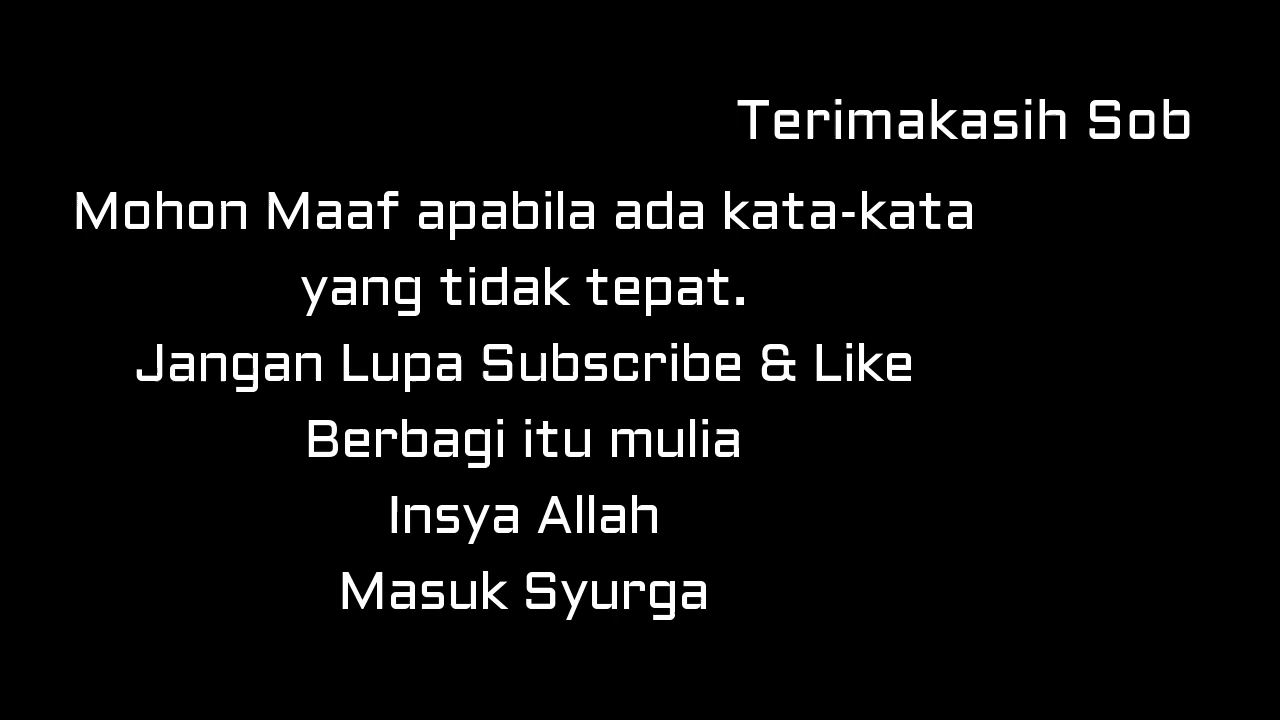 Terimakasih Sob
Mohon Maaf apabila ada kata-kata
yang tidak tepat.
Jangan Lupa Subscribe & Like
Berbagi itu mulia
Insya Allah
Masuk Syurga